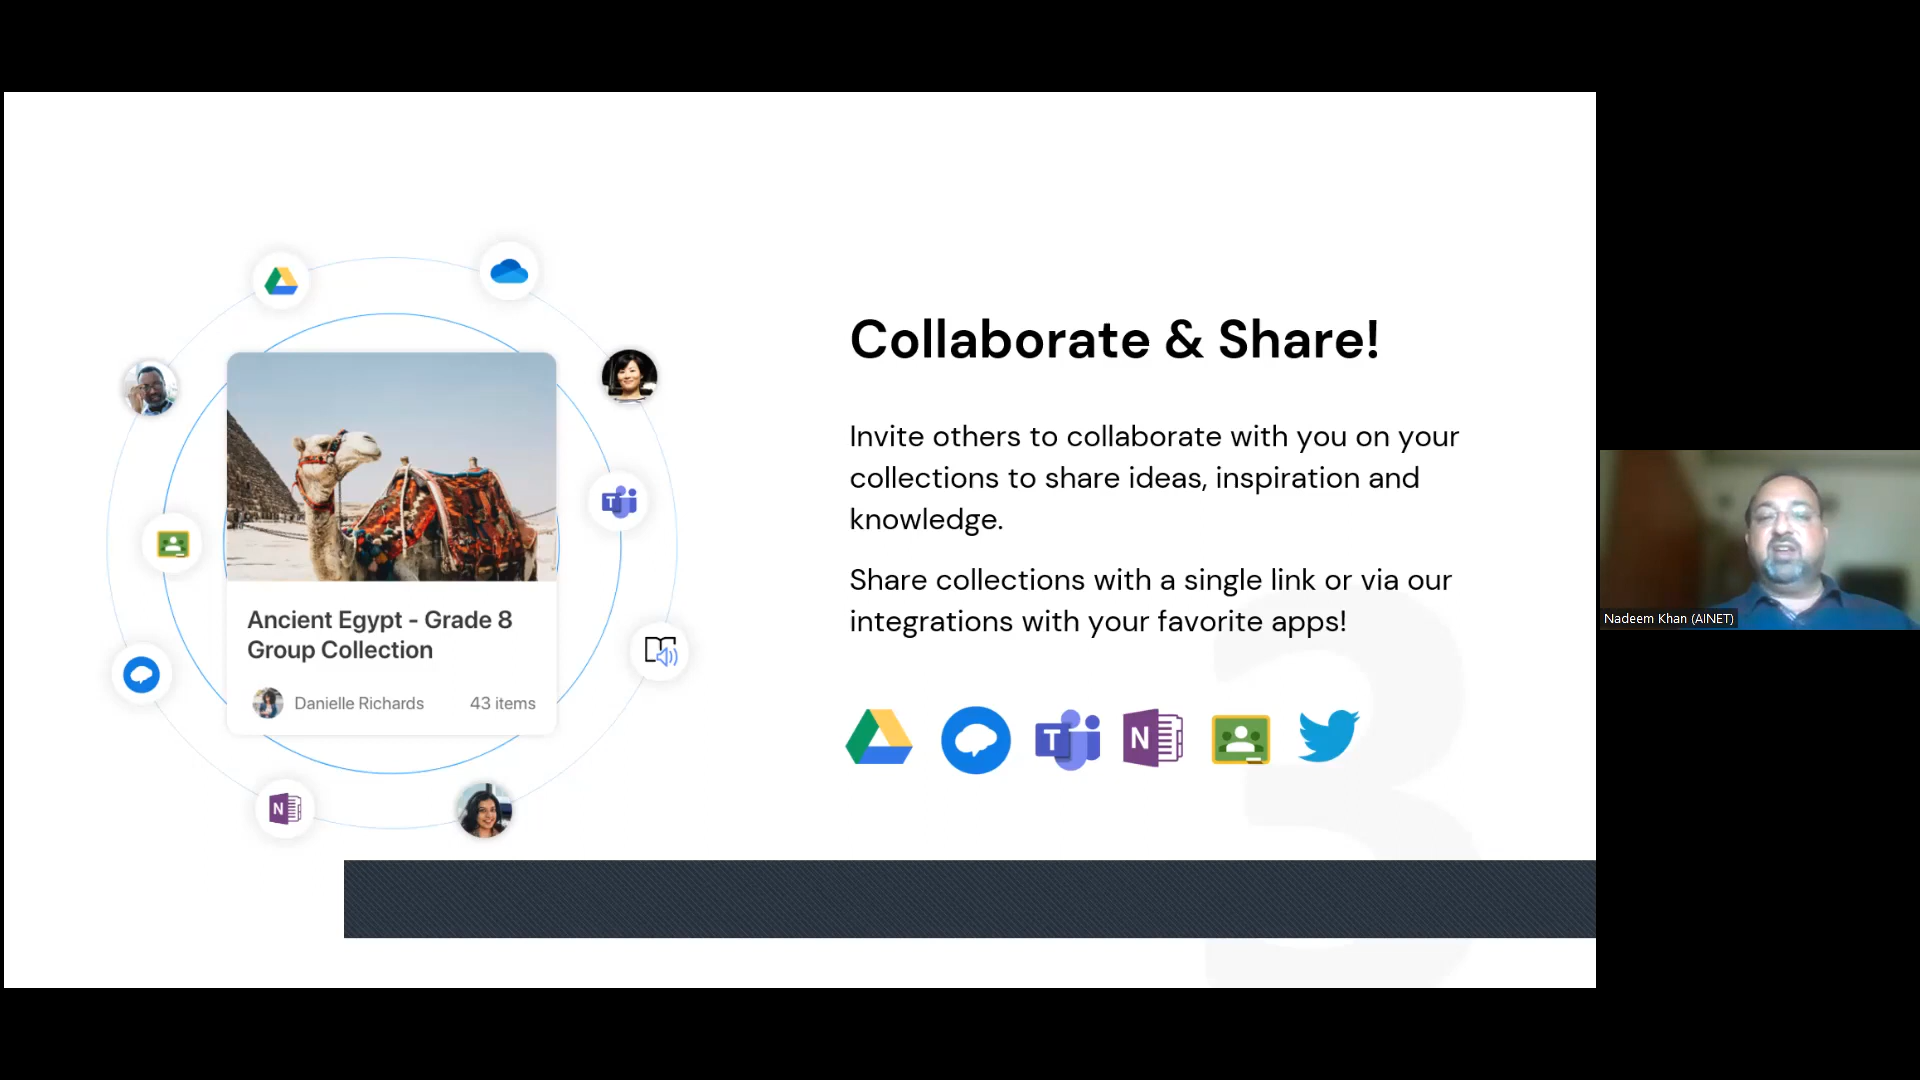 Collaborate & Share!
Invite others to collaborate with you on your
collections to share ideas, inspiration and
knowledge.
Share collections with a single link or via our
integrations with your favorite apps!
Ancient Egypt - Grade 8
Group Collection
Danielle Richards 43 items
T
N
T
N
3
Nadeem Khan (AINET)